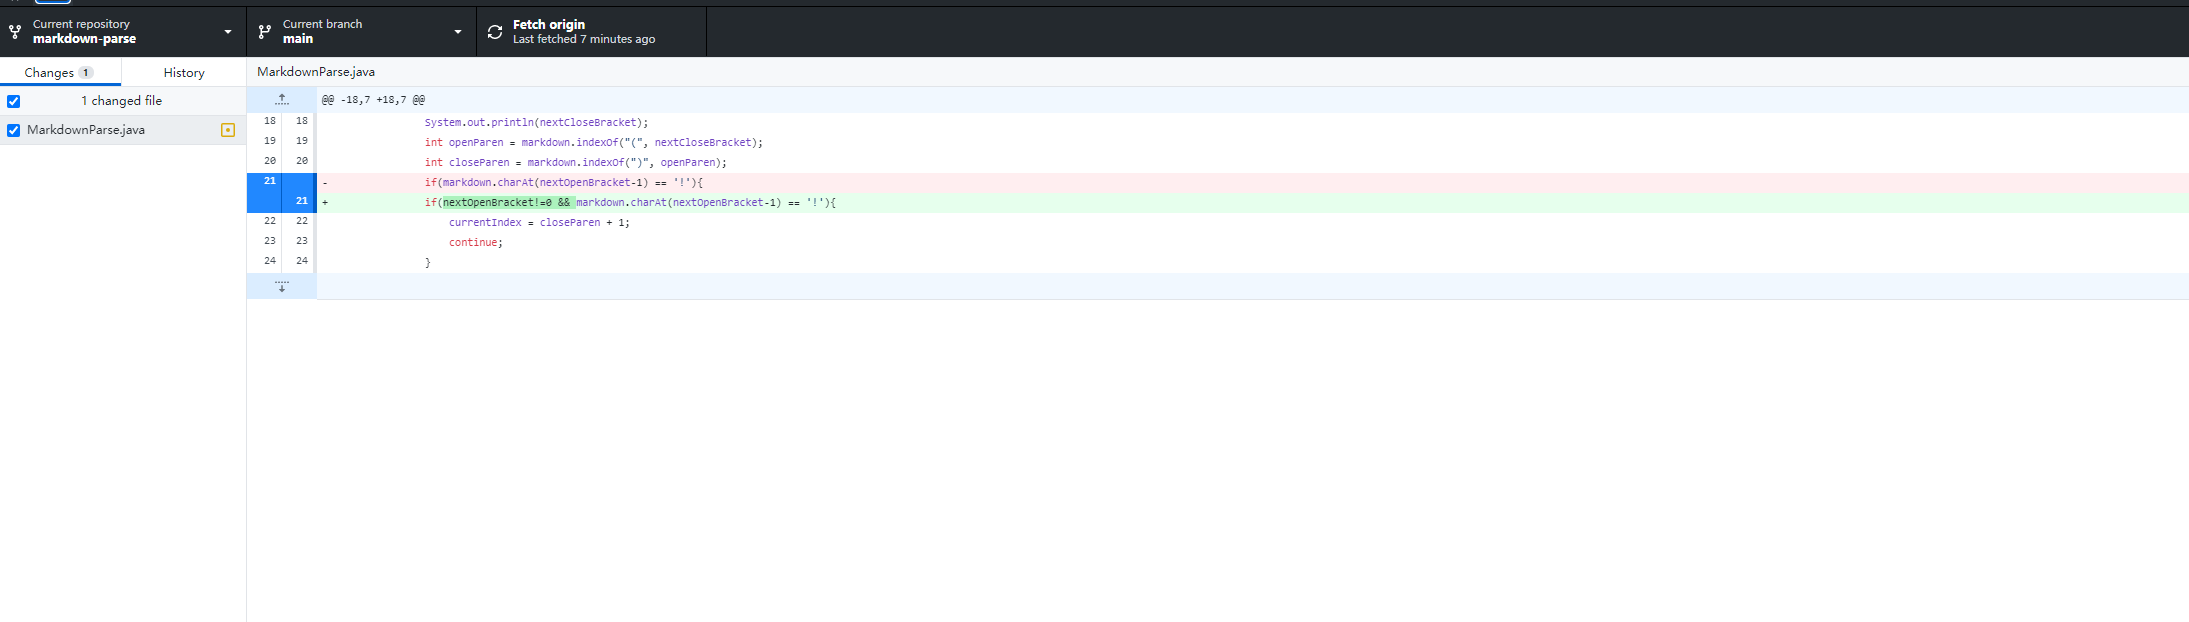 Current repository
markdown-parse
Current branch
main
Fetch origin
Last fetched 7 minutes ago
Changes 1
History
MarkdownParse.java
1 changed file
@@ -18,7 +18,7 @@
MarkdownParse.java
18 18 System.out.println(nextCloseBracket);
19 19 int openParen = markdown.indexOf("(", nextCloseBracket);
20 20 int closeParen = markdown.indexOf(")", openParen);
21 - if(markdown.charAt(nextOpenBracket-1) == '!'){
21 + if(nextOpenBracket!=0 && markdown.charAt(nextOpenBracket-1) == '!'){
22 22 currentIndex = closeParen + 1;
23 23 continue;
24 24 }